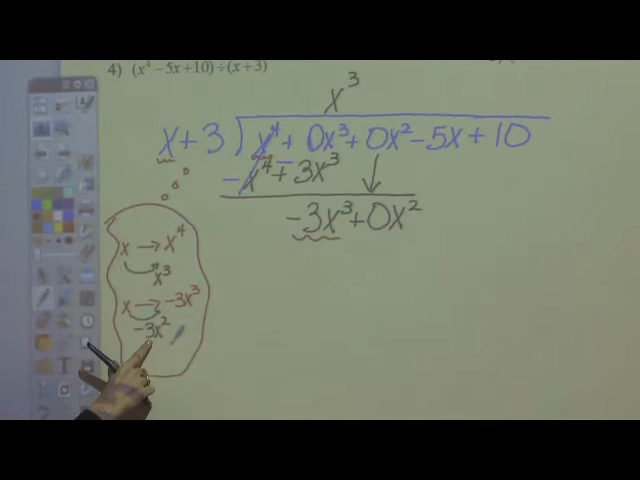 4) (x⁴ – 5x + 10) ÷ (x + 3)
x³
x + 3 ) x⁴ + 0x³ + 0x² - 5x + 10
- x⁴ + 3x³
-3x³ + 0x²
x → x⁴
x³
x → -3x³
-3x²